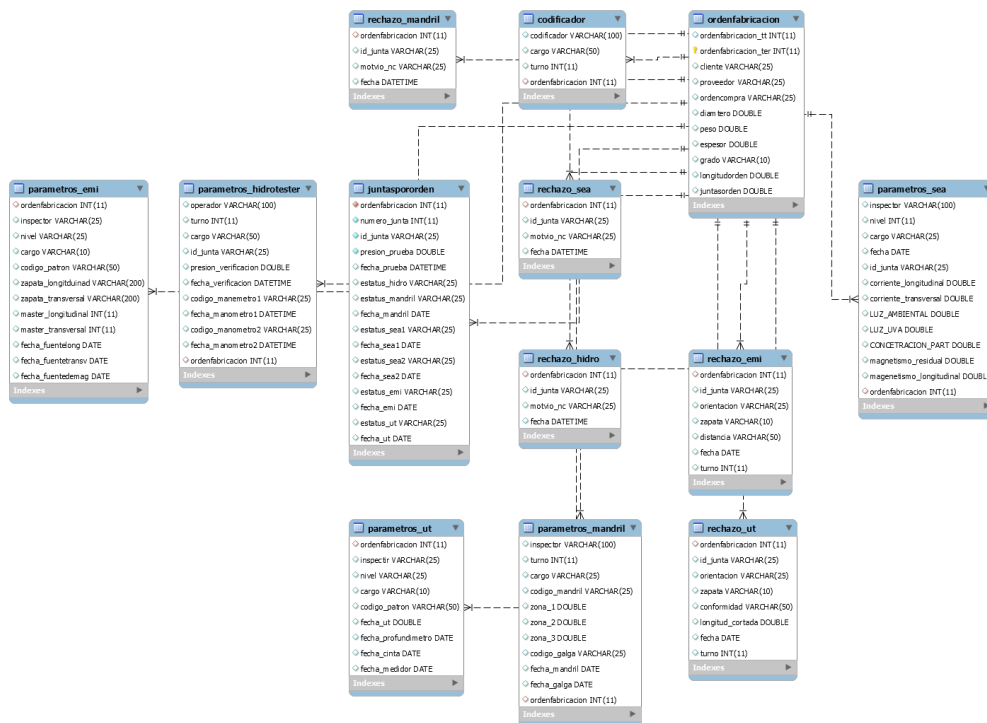 rechazo_mandril
ordenfabricacion INT(11)
id_junta VARCHAR(25)
motvio_nc VARCHAR(25)
fecha DATETIME
Indexes
codificador
codificador VARCHAR(100)
cargo VARCHAR(50)
turno INT(11)
ordenfabricacion INT(11)
Indexes
ordenfabricacion
ordenfabricacion_tt INT(11)
ordenfabricacion_ter INT(11)
cliente VARCHAR(25)
proveedor VARCHAR(25)
ordencompra VARCHAR(25)
diamtero DOUBLE
peso DOUBLE
espesor DOUBLE
grado VARCHAR(10)
longitudorden DOUBLE
juntasorden DOUBLE
Indexes
parametros_emi
ordenfabricacion INT(11)
inspector VARCHAR(25)
nivel VARCHAR(25)
cargo VARCHAR(10)
codigo_patron VARCHAR(50)
zapata_longitduinad VARCHAR(200)
zapata_transversal VARCHAR(200)
master_longitudinal INT(11)
master_transversal INT(11)
fecha_fuentelong DATE
fecha_fuentetransv DATE
fecha_fuentedemag DATE
Indexes
parametros_hidrotester
operador VARCHAR(100)
turno INT(11)
cargo VARCHAR(50)
id_junta VARCHAR(25)
presion_verificacion DOUBLE
fecha_verificacion DATETIME
codigo_manemetro1 VARCHAR(25)
fecha_manometro1 DATETIME
codigo_manometro2 VARCHAR(25)
fecha_manometro2 DATETIME
ordenfabricacion INT(11)
Indexes
juntaspororden
ordenfabricacion INT(11)
numero_junta INT(11)
id_junta VARCHAR(25)
presion_prueba DOUBLE
fecha_prueba DATETIME
estatus_hidro VARCHAR(25)
estatus_mandril VARCHAR(25)
fecha_mandril DATE
estatus_sea1 VARCHAR(25)
fecha_sea1 DATE
estatus_sea2 VARCHAR(25)
fecha_sea2 DATE
estatus_emi VARCHAR(25)
fecha_emi DATE
estatus_ut VARCHAR(25)
fecha_ut DATE
Indexes
rechazo_sea
ordenfabricacion INT(11)
id_junta VARCHAR(25)
motvio_nc VARCHAR(25)
fecha DATETIME
Indexes
parametros_sea
inspector VARCHAR(100)
nivel INT(11)
cargo VARCHAR(25)
fecha DATE
id_junta VARCHAR(25)
corriente_longitudinal DOUBLE
corriente_transversal DOUBLE
LUZ_AMBIENTAL DOUBLE
LUZ_UVA DOUBLE
CONCETRACION_PART DOUBLE
magnetismo_residual DOUBLE
magenetismo_longitudinal DOUBL
ordenfabricacion INT(11)
Indexes
rechazo_hidro
ordenfabricacion INT(11)
id_junta VARCHAR(25)
motvio_nc VARCHAR(25)
fecha DATETIME
Indexes
rechazo_emi
ordenfabricacion INT(11)
id_junta VARCHAR(25)
orientacion VARCHAR(25)
zapata VARCHAR(10)
distancia VARCHAR(50)
fecha DATE
turno INT(11)
Indexes
parametros_ut
ordenfabricacion INT(11)
inspectir VARCHAR(25)
nivel VARCHAR(25)
cargo VARCHAR(10)
codigo_patron VARCHAR(50)
fecha_ut DOUBLE
fecha_profundimetro DATE
fecha_cinta DATE
fecha_medidor DATE
Indexes
parametros_mandril
inspector VARCHAR(100)
turno INT(11)
cargo VARCHAR(25)
codigo_mandril VARCHAR(25)
zona_1 DOUBLE
zona_2 DOUBLE
zona_3 DOUBLE
codigo_galga VARCHAR(25)
fecha_mandril DATE
fecha_galga DATE
ordenfabricacion INT(11)
rechazo_ut
ordenfabricacion INT(11)
id_junta VARCHAR(25)
orientacion VARCHAR(25)
zapata VARCHAR(10)
conformidad VARCHAR(50)
longitud_cortada DOUBLE
fecha DATE
turno INT(11)
Indexes